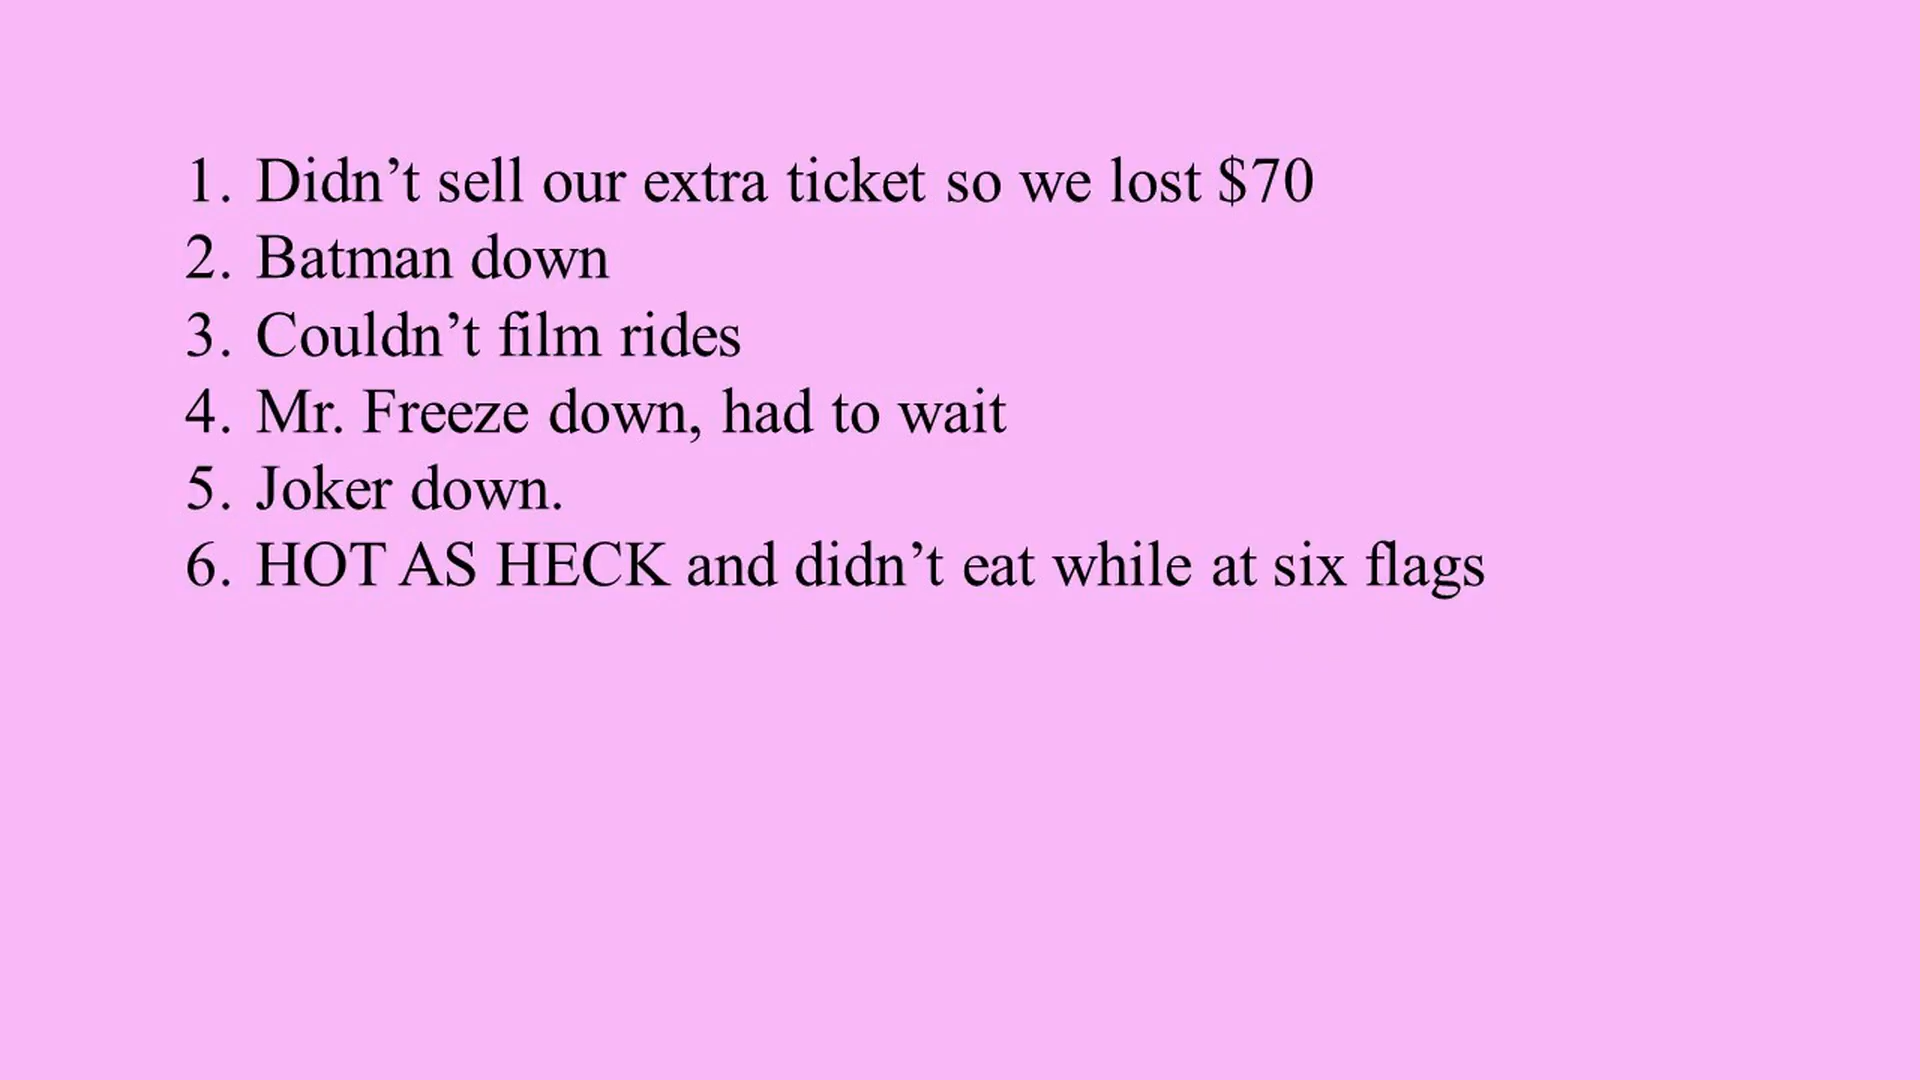 1. Didn’t sell our extra ticket so we lost $70
2. Batman down
3. Couldn’t film rides
4. Mr. Freeze down, had to wait
5. Joker down.
6. HOT AS HECK and didn’t eat while at six flags